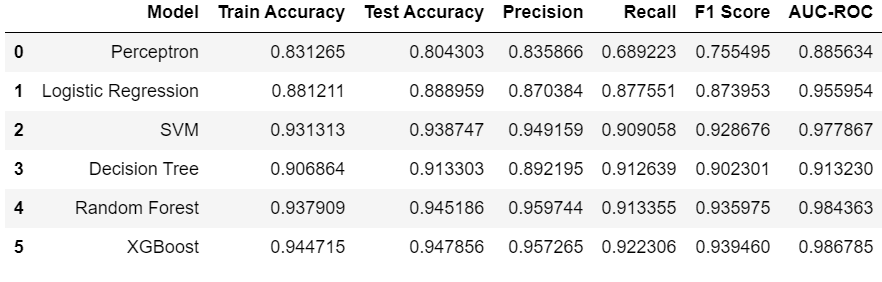 Model Train Accuracy Test Accuracy Precision Recall F1 Score AUC-ROC
0 Perceptron 0.831265 0.804303 0.835866 0.689223 0.755495 0.885634
1 Logistic Regression 0.881211 0.888959 0.870384 0.877551 0.873953 0.955954
2 SVM 0.931313 0.938747 0.949159 0.909058 0.928676 0.977867
3 Decision Tree 0.906864 0.913303 0.892195 0.912639 0.902301 0.913230
4 Random Forest 0.937909 0.945186 0.959744 0.913355 0.935975 0.984363
5 XGBoost 0.944715 0.947856 0.957265 0.922306 0.939460 0.986785